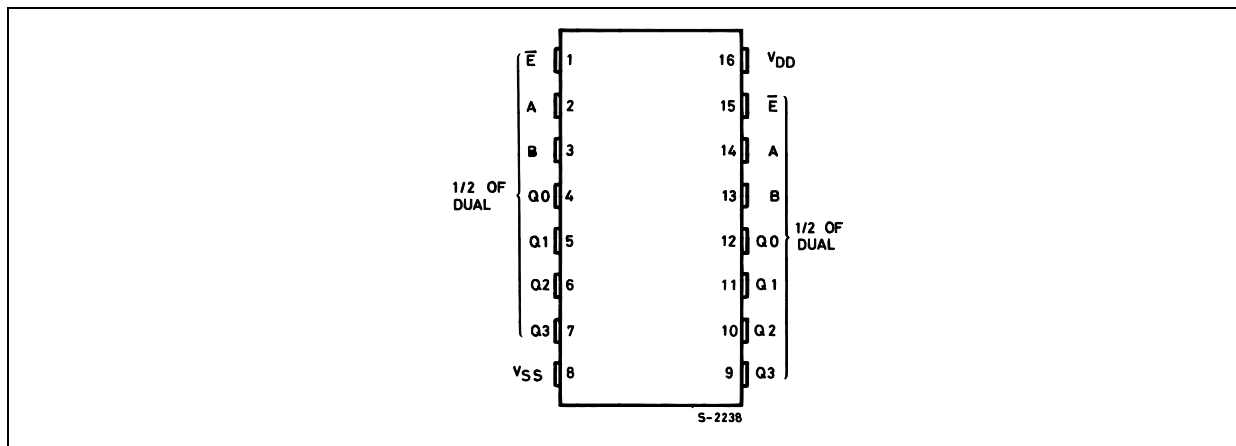 E̅ 1 16 VDD
A 2 15 E̅
B 3 14 A
1/2 OF
DUAL
Q0 4 13 B
Q1 5 12 Q0
1/2 OF
DUAL
Q2 6 11 Q1
Q3 7 10 Q2
VSS 8 9 Q3
S-2238